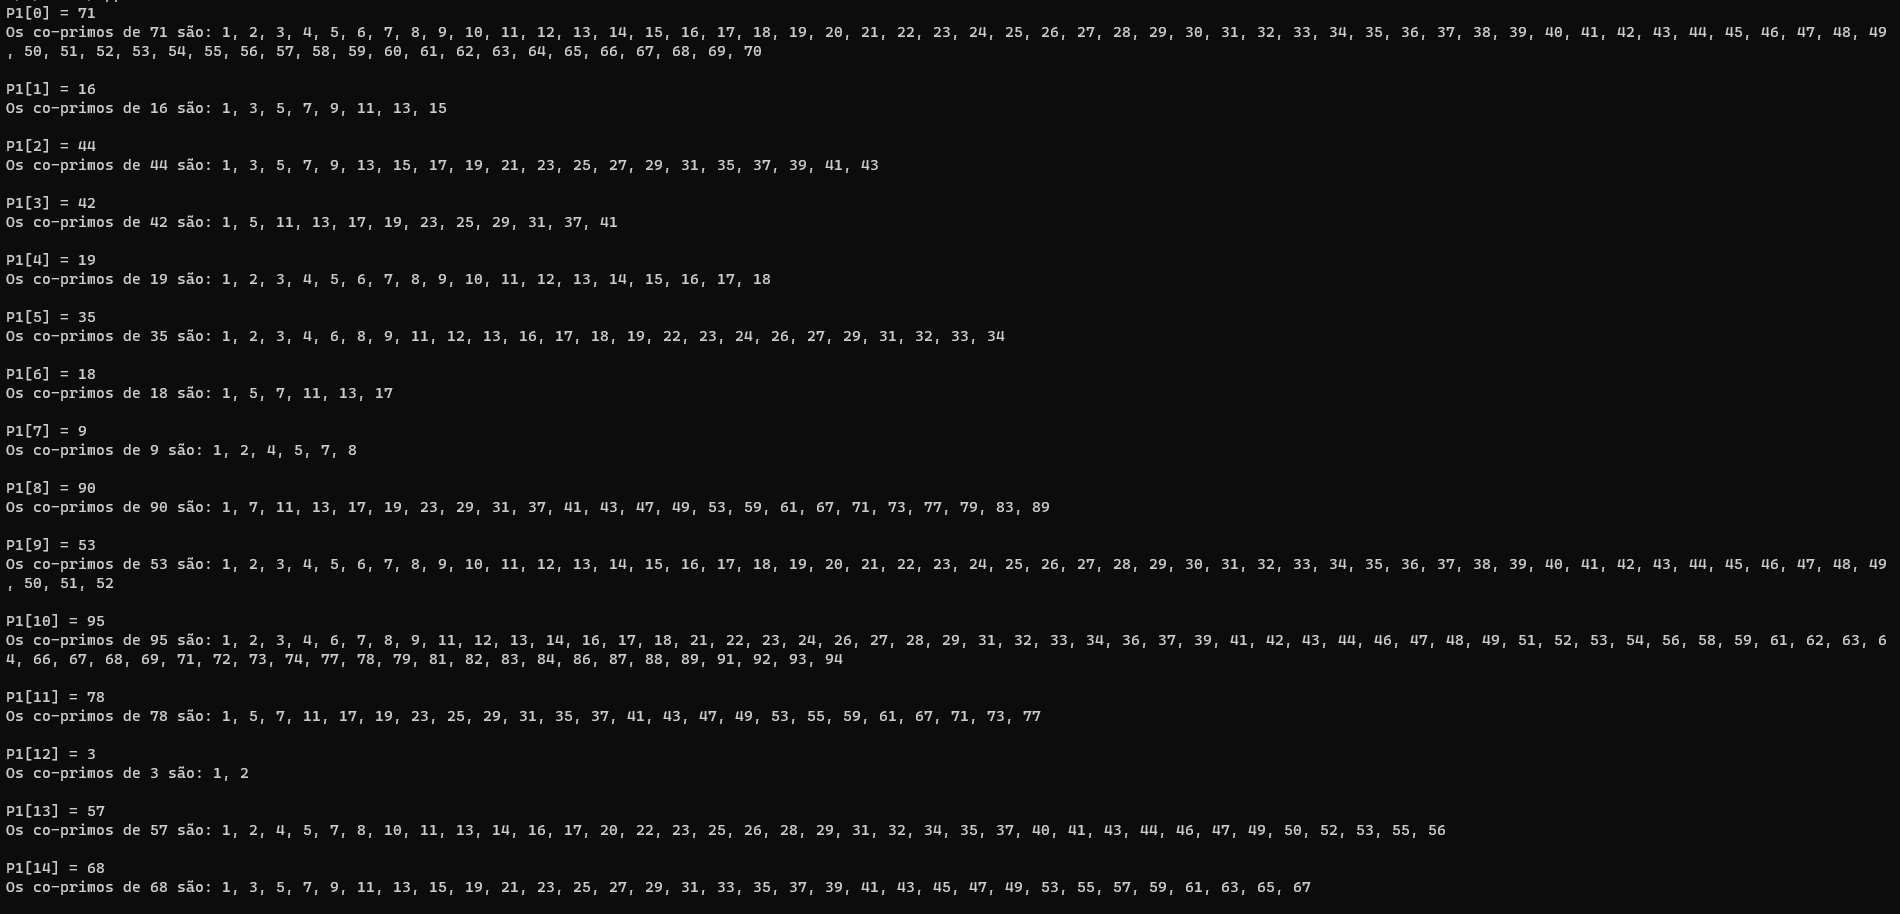 P1[0] = 71
Os co-primos de 71 são: 1, 2, 3, 4, 5, 6, 7, 8, 9, 10, 11, 12, 13, 14, 15, 16, 17, 18, 19, 20, 21, 22, 23, 24, 25, 26, 27, 28, 29, 30, 31, 32, 33, 34, 35, 36, 37, 38, 39, 40, 41, 42, 43, 44, 45, 46, 47, 48, 49
, 50, 51, 52, 53, 54, 55, 56, 57, 58, 59, 60, 61, 62, 63, 64, 65, 66, 67, 68, 69, 70
P1[1] = 16
Os co-primos de 16 são: 1, 3, 5, 7, 9, 11, 13, 15
P1[2] = 44
Os co-primos de 44 são: 1, 3, 5, 7, 9, 13, 15, 17, 19, 21, 23, 25, 27, 29, 31, 35, 37, 39, 41, 43
P1[3] = 42
Os co-primos de 42 são: 1, 5, 11, 13, 17, 19, 23, 25, 29, 31, 37, 41
P1[4] = 19
Os co-primos de 19 são: 1, 2, 3, 4, 5, 6, 7, 8, 9, 10, 11, 12, 13, 14, 15, 16, 17, 18
P1[5] = 35
Os co-primos de 35 são: 1, 2, 3, 4, 6, 8, 9, 11, 12, 13, 16, 17, 18, 19, 22, 23, 24, 26, 27, 29, 31, 32, 33, 34
P1[6] = 18
Os co-primos de 18 são: 1, 5, 7, 11, 13, 17
P1[7] = 9
Os co-primos de 9 são: 1, 2, 4, 5, 7, 8
P1[8] = 90
Os co-primos de 90 são: 1, 7, 11, 13, 17, 19, 23, 29, 31, 37, 41, 43, 47, 49, 53, 59, 61, 67, 71, 73, 77, 79, 83, 89
P1[9] = 53
Os co-primos de 53 são: 1, 2, 3, 4, 5, 6, 7, 8, 9, 10, 11, 12, 13, 14, 15, 16, 17, 18, 19, 20, 21, 22, 23, 24, 25, 26, 27, 28, 29, 30, 31, 32, 33, 34, 35, 36, 37, 38, 39, 40, 41, 42, 43, 44, 45, 46, 47, 48, 49
, 50, 51, 52
P1[10] = 95
Os co-primos de 95 são: 1, 2, 3, 4, 6, 7, 8, 9, 11, 12, 13, 14, 16, 17, 18, 21, 22, 23, 24, 26, 27, 28, 29, 31, 32, 33, 34, 36, 37, 39, 41, 42, 43, 44, 46, 47, 48, 49, 51, 52, 53, 54, 56, 58, 59, 61, 62, 63, 6
4, 66, 67, 68, 69, 71, 72, 73, 74, 77, 78, 79, 81, 82, 83, 84, 86, 87, 88, 89, 91, 92, 93, 94
P1[11] = 78
Os co-primos de 78 são: 1, 5, 7, 11, 17, 19, 23, 25, 29, 31, 35, 37, 41, 43, 47, 49, 53, 55, 59, 61, 67, 71, 73, 77
P1[12] = 3
Os co-primos de 3 são: 1, 2
P1[13] = 57
Os co-primos de 57 são: 1, 2, 4, 5, 7, 8, 10, 11, 13, 14, 16, 17, 20, 22, 23, 25, 26, 28, 29, 31, 32, 34, 35, 37, 40, 41, 43, 44, 46, 47, 49, 50, 52, 53, 55, 56
P1[14] = 68
Os co-primos de 68 são: 1, 3, 5, 7, 9, 11, 13, 15, 19, 21, 23, 25, 27, 29, 31, 33, 35, 37, 39, 41, 43, 45, 47, 49, 53, 55, 57, 59, 61, 63, 65, 67